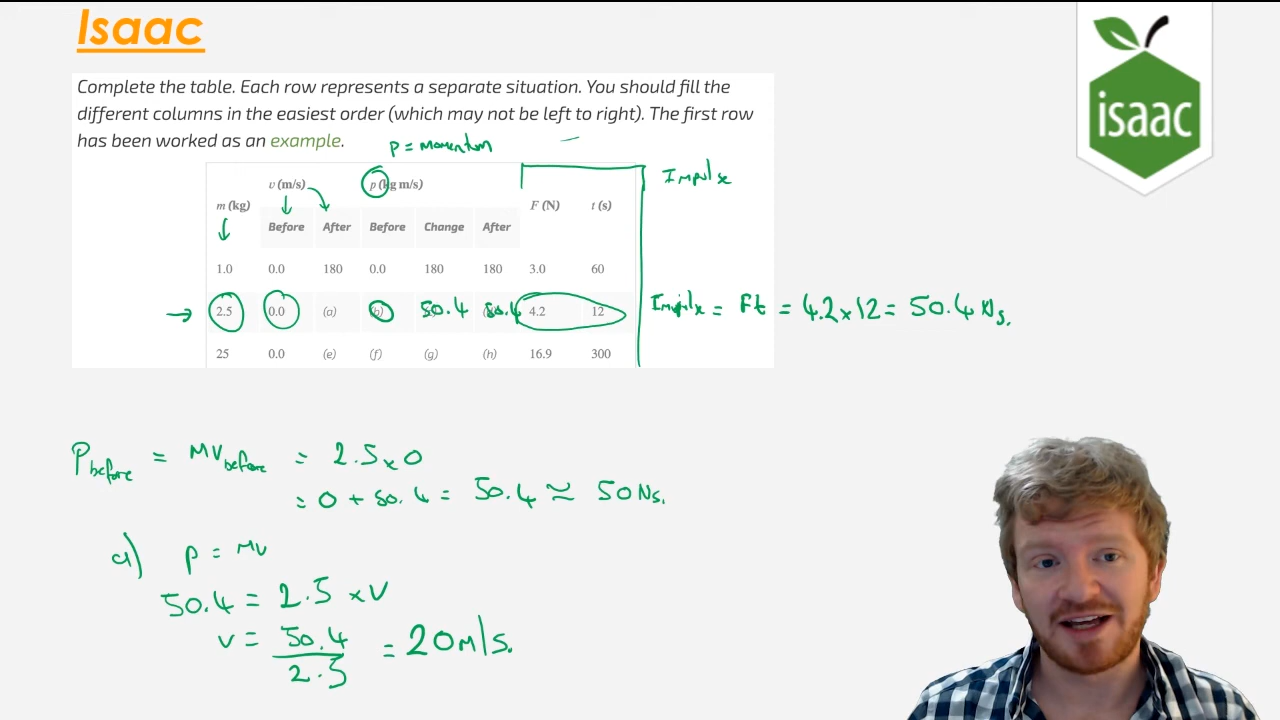 Isaac
isaac
Complete the table. Each row represents a separate situation. You should fill the
different columns in the easiest order (which may not be left to right). The first row
has been worked as an example.
p = momentum
Impulse
υ (m/s) p (kg m/s)
m (kg) F (N) t (s)
Before After Before Change After
1.0 0.0 180 0.0 180 180 3.0 60
2.5 0.0 (a) (b) 50.4 50.4 4.2 12
Impulse = Ft = 4.2 x 12 = 50.4 Ns.
25 0.0 (e) (f) (g) (h) 16.9 300
P before = mv before = 2.5 x 0
= 0 + 50.4 = 50.4 ≈ 50 Ns.
a) p = mv
50.4 = 2.5 x v
v = 50.4 / 2.5 = 20 m/s.